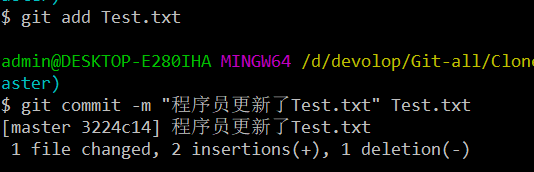 aster)
$ git add Test.txt
admin@DESKTOP-E280IHA MINGW64 /d/devolop/Git-all/Clone
aster)
$ git commit -m "程序员更新了Test.txt" Test.txt
[master 3224c14] 程序员更新了Test.txt
1 file changed, 2 insertions(+), 1 deletion(-)